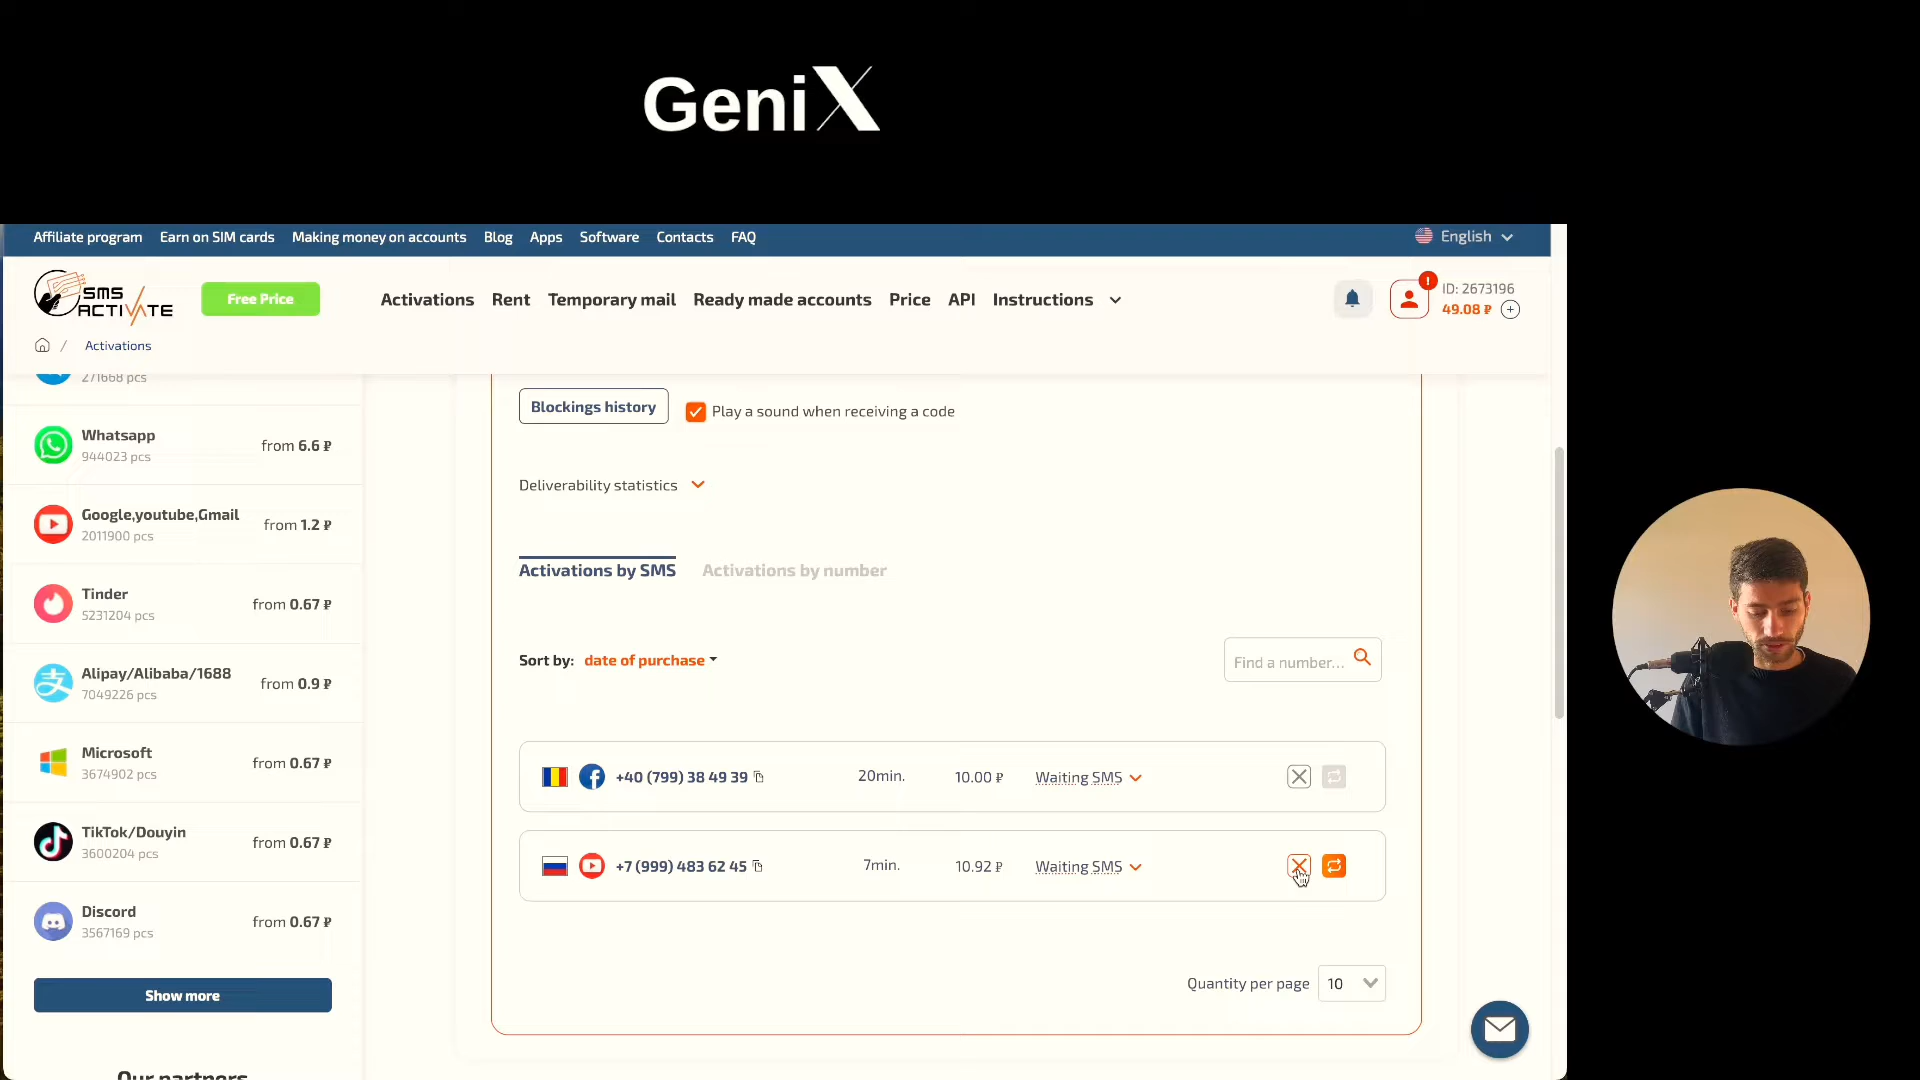 GeniX
Affiliate program Earn on SIM cards Making money on accounts Blog Apps Software Contacts FAQ English
SMS ACTIVATE
Free Price
Activations Rent Temporary mail Ready made accounts Price API Instructions
!
ID: 2673196
49.08 ₽
/ Activations
271668 pcs
Whatsapp
944023 pcs
from 6.6 ₽
Google,youtube,Gmail
2011900 pcs
from 1.2 ₽
Tinder
5231204 pcs
from 0.67 ₽
Alipay/Alibaba/1688
7049226 pcs
from 0.9 ₽
Microsoft
3674902 pcs
from 0.67 ₽
TikTok/Douyin
3600204 pcs
from 0.67 ₽
Discord
3567169 pcs
from 0.67 ₽
Show more
Our partners
Blockings history
Play a sound when receiving a code
Deliverability statistics
Activations by SMS Activations by number
Sort by: date of purchase
Find a number...
+40 (799) 38 49 39 20min. 10.00 ₽ Waiting SMS
+7 (999) 483 62 45 7min. 10.92 ₽ Waiting SMS
Quantity per page 10